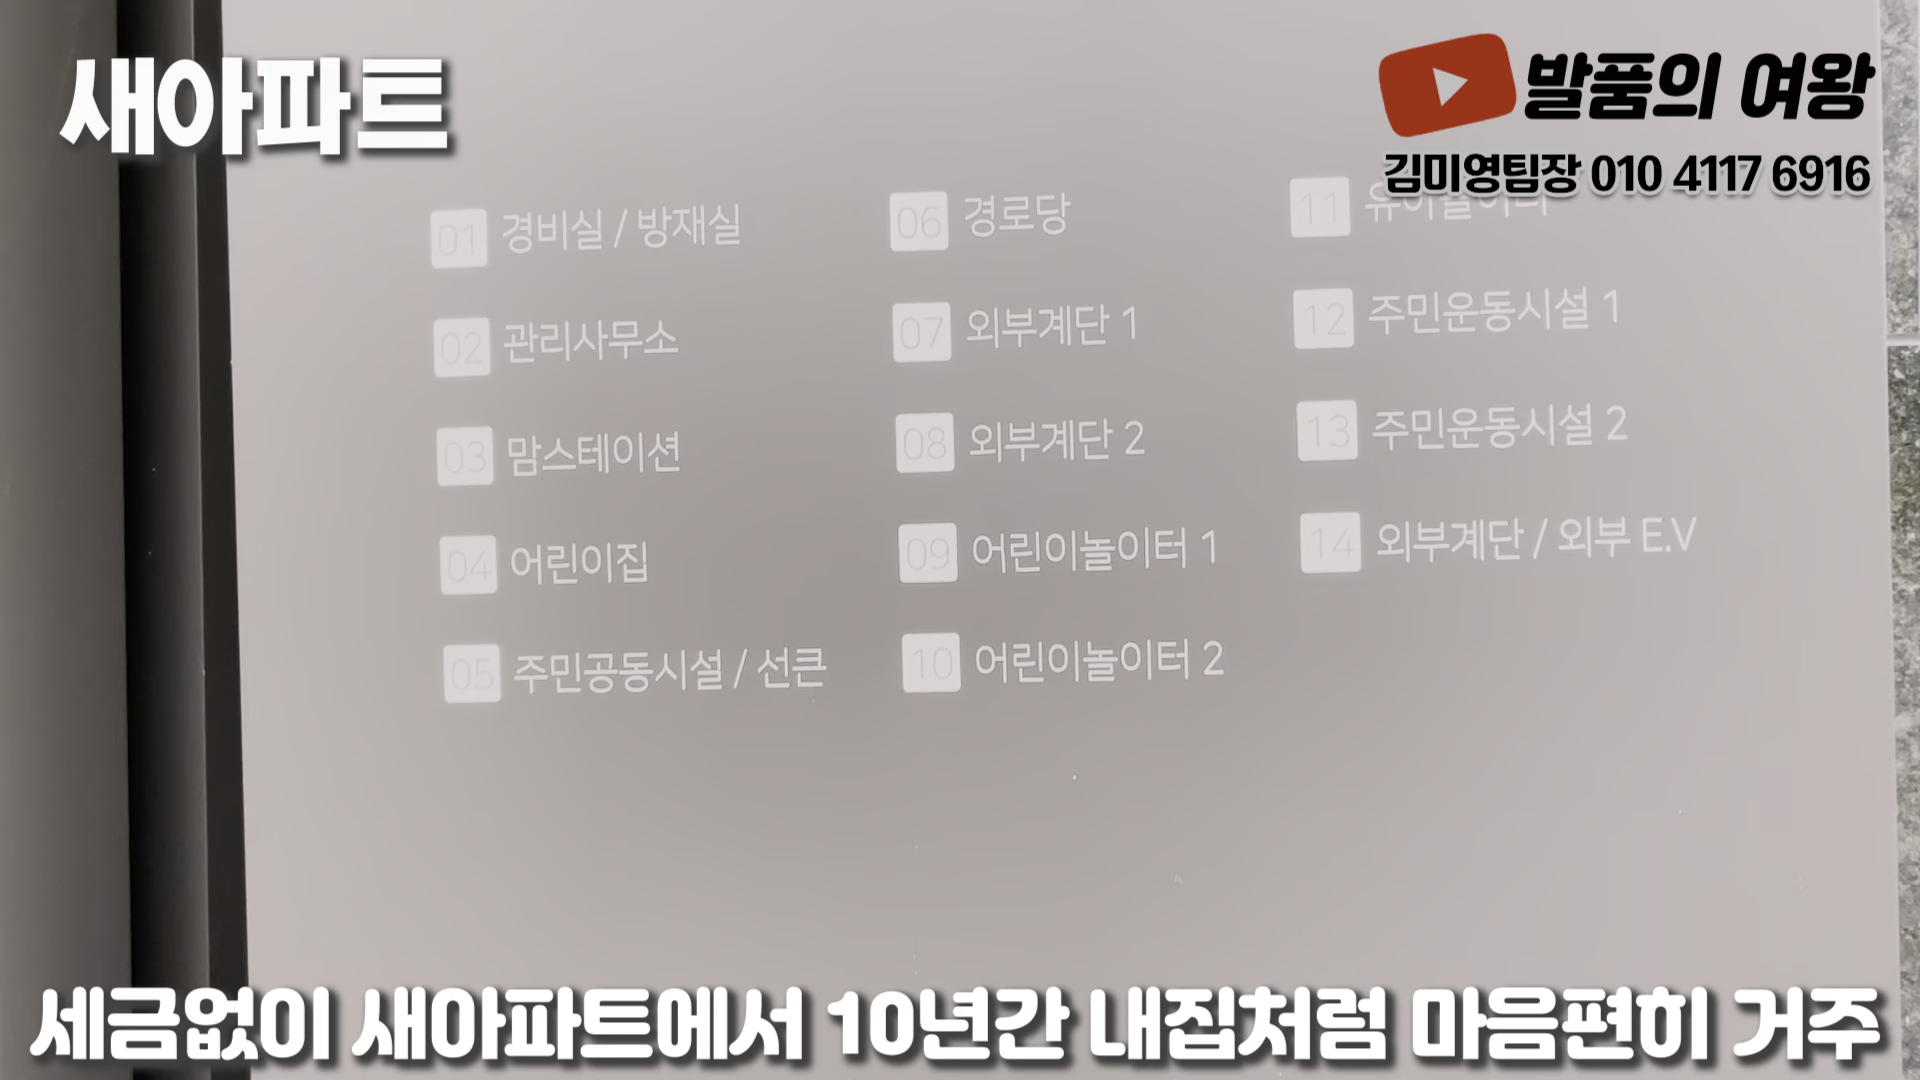 새아파트
발품의 여왕
김미영팀장 010 4117 6916
01 경비실 / 방재실
02 관리사무소
03 맘스테이션
04 어린이집
05 주민공동시설 / 선큰
06 경로당
07 외부계단 1
08 외부계단 2
09 어린이놀이터 1
10 어린이놀이터 2
11 유아놀이터
12 주민운동시설 1
13 주민운동시설 2
14 외부계단 / 외부 E.V
세금없이 새아파트에서 10년간 내집처럼 마음편히 거주